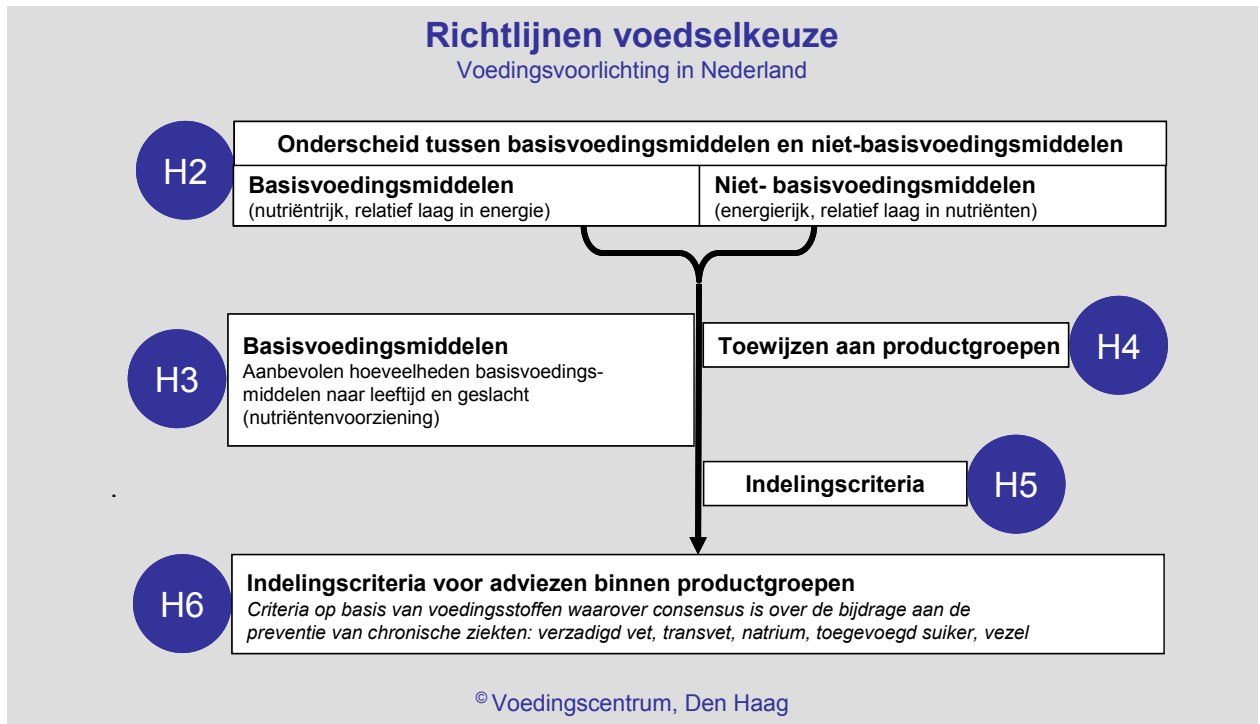 Richtlijnen voedselkeuze
Voedingsvoorlichting in Nederland
H2
Onderscheid tussen basisvoedingsmiddelen en niet-basisvoedingsmiddelen
Basisvoedingsmiddelen
(nutriëntrijk, relatief laag in energie)
Niet- basisvoedingsmiddelen
(energierijk, relatief laag in nutriënten)
H3
Basisvoedingsmiddelen
Aanbevolen hoeveelheden basisvoedings-
middelen naar leeftijd en geslacht
(nutriëntenvoorziening)
Toewijzen aan productgroepen
H4
Indelingscriteria
H5
.
H6
Indelingscriteria voor adviezen binnen productgroepen
Criteria op basis van voedingsstoffen waarover consensus is over de bijdrage aan de
preventie van chronische ziekten: verzadigd vet, transvet, natrium, toegevoegd suiker, vezel
© Voedingscentrum, Den Haag